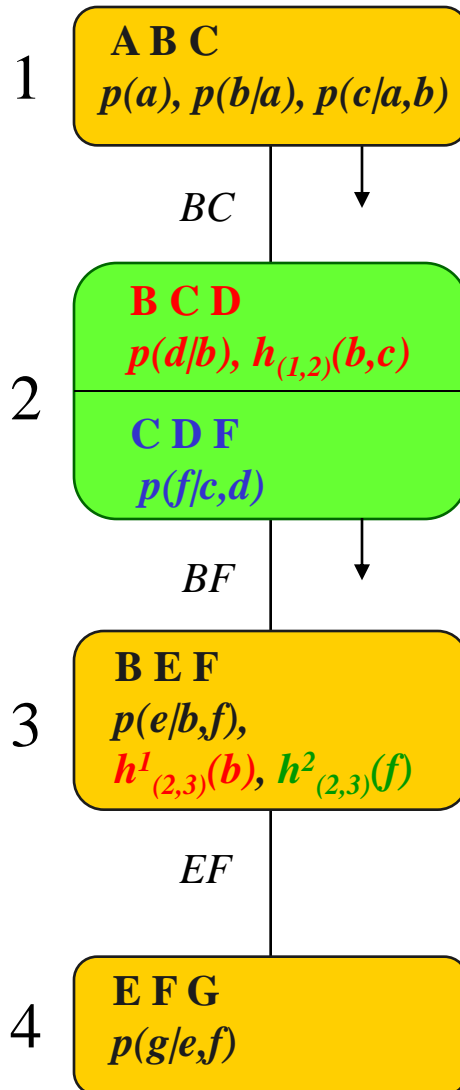 1
A B C
p(a), p(b/a), p(c/a,b)
BC
2
B C D
p(d/b), h(1,2)(b,c)
C D F
p(f/c,d)
BF
3
B E F
p(e/b,f),
h¹(2,3)(b), h²(2,3)(f)
EF
4
E F G
p(g/e,f)